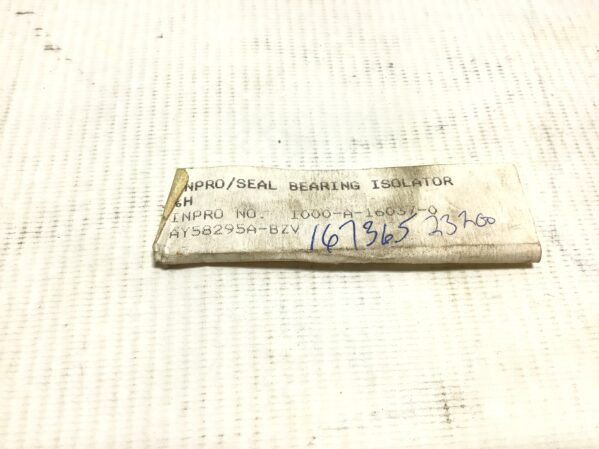 INPRO/SEAL BEARING ISOLATOR
6H
INPRO NO. 1000-A-16037-0
AY58295A-BZV 167365 23200